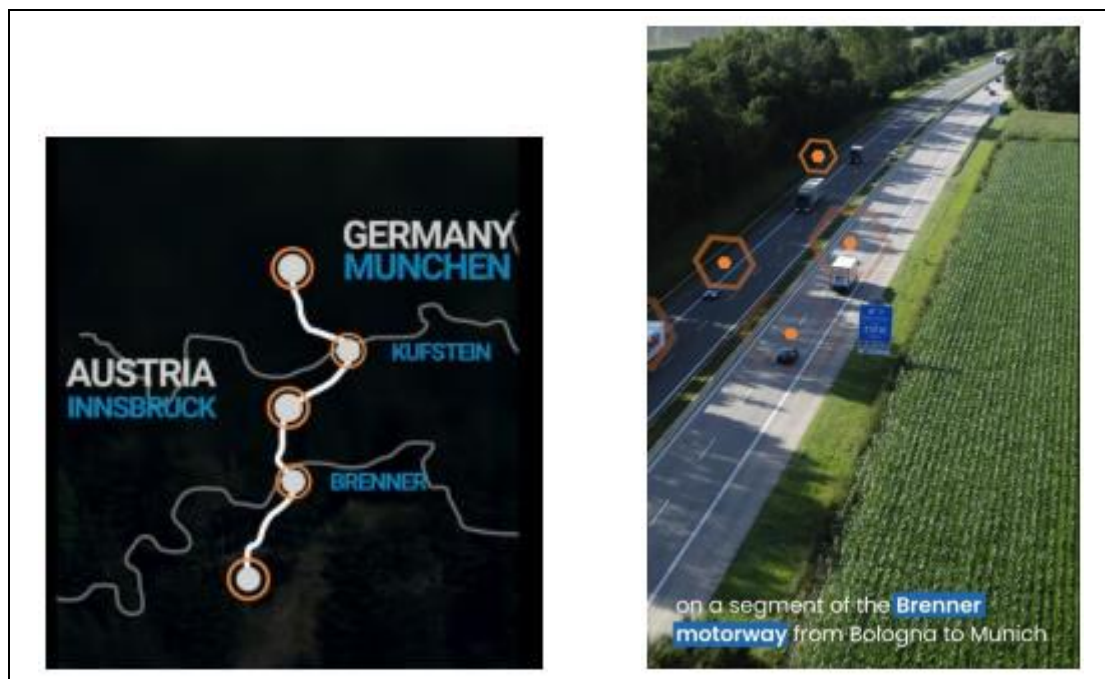 GERMANY
MUNCHEN
KUFSTEIN
AUSTRIA
INNSBRUCK
BRENNER
on a segment of the Brenner
motorway from Bologna to Munich